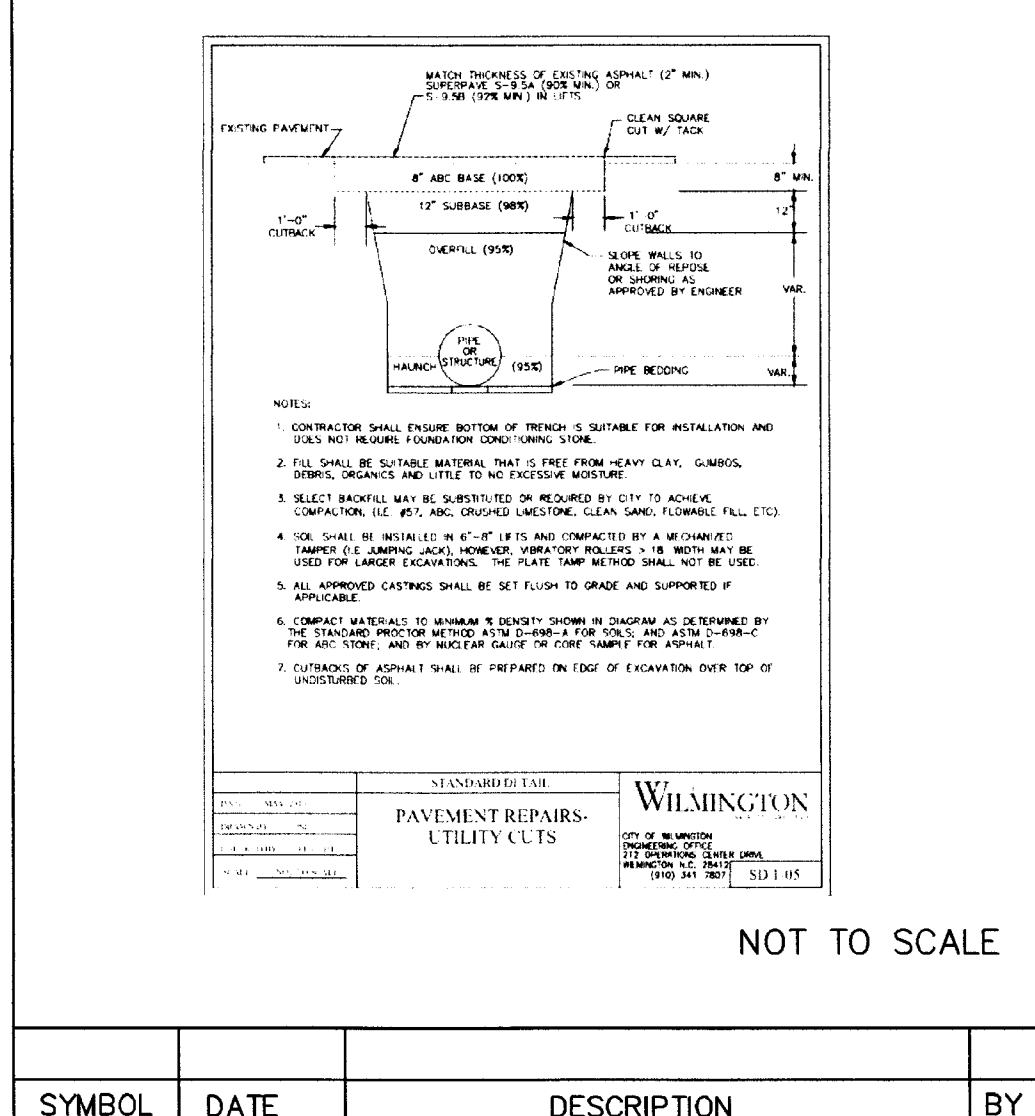 MATCH THICKNESS OF EXISTING ASPHALT (2" MIN.)
SUPERPAVE S-9.5A (90% MIN.) OR
S-9.5B (92% MIN.) IN LIFTS
EXISTING PAVEMENT
CLEAN SQUARE
CUT W/ TACK
8" ABC BASE (100%)
8" MIN.
12" SUBBASE (98%)
12"
1'-0"
CUTBACK
1'-0"
CUTBACK
OVERFILL (95%)
SLOPE WALLS TO
ANGLE OF REPOSE
OR SHORING AS
APPROVED BY ENGINEER
VAR.
PIPE
OR
STRUCTURE
HAUNCH
(95%)
PIPE BEDDING
VAR.
NOTES:
1. CONTRACTOR SHALL ENSURE BOTTOM OF TRENCH IS SUITABLE FOR INSTALLATION AND
DOES NOT REQUIRE FOUNDATION CONDITIONING STONE.
2. FILL SHALL BE SUITABLE MATERIAL THAT IS FREE FROM HEAVY CLAY, GUMBOS,
DEBRIS, ORGANICS AND LITTLE TO NO EXCESSIVE MOISTURE.
3. SELECT BACKFILL MAY BE SUBSTITUTED OR REQUIRED BY CITY TO ACHIEVE
COMPACTION, (I.E. #57, ABC, CRUSHED LIMESTONE, CLEAN SAND, FLOWABLE FILL, ETC).
4. SOIL SHALL BE INSTALLED IN 6"-8" LIFTS AND COMPACTED BY A MECHANIZED
TAMPER (I.E JUMPING JACK), HOWEVER, VIBRATORY ROLLERS > 18 WIDTH MAY BE
USED FOR LARGER EXCAVATIONS. THE PLATE TAMP METHOD SHALL NOT BE USED.
5. ALL APPROVED CASTINGS SHALL BE SET FLUSH TO GRADE AND SUPPORTED IF
APPLICABLE.
6. COMPACT MATERIALS TO MINIMUM % DENSITY SHOWN IN DIAGRAM AS DETERMINED BY
THE STANDARD PROCTOR METHOD ASTM D-698-A FOR SOILS; AND ASTM D-698-C
FOR ABC STONE; AND BY NUCLEAR GAUGE OR CORE SAMPLE FOR ASPHALT.
7. CUTBACKS OF ASPHALT SHALL BE PREPARED ON EDGE OF EXCAVATION OVER TOP OF
UNDISTURBED SOIL.
STANDARD DETAIL
PAVEMENT REPAIRS-
UTILITY CUTS
DATE MAY
DRAWN BY
CHECKED BY
SCALE NOT TO SCALE
WILMINGTON
CITY OF WILMINGTON
ENGINEERING OFFICE
212 OPERATIONS CENTER DRIVE
WILMINGTON N.C. 28412
(910) 341 7807
SD 1-05
NOT TO SCALE
SYMBOL DATE DESCRIPTION BY